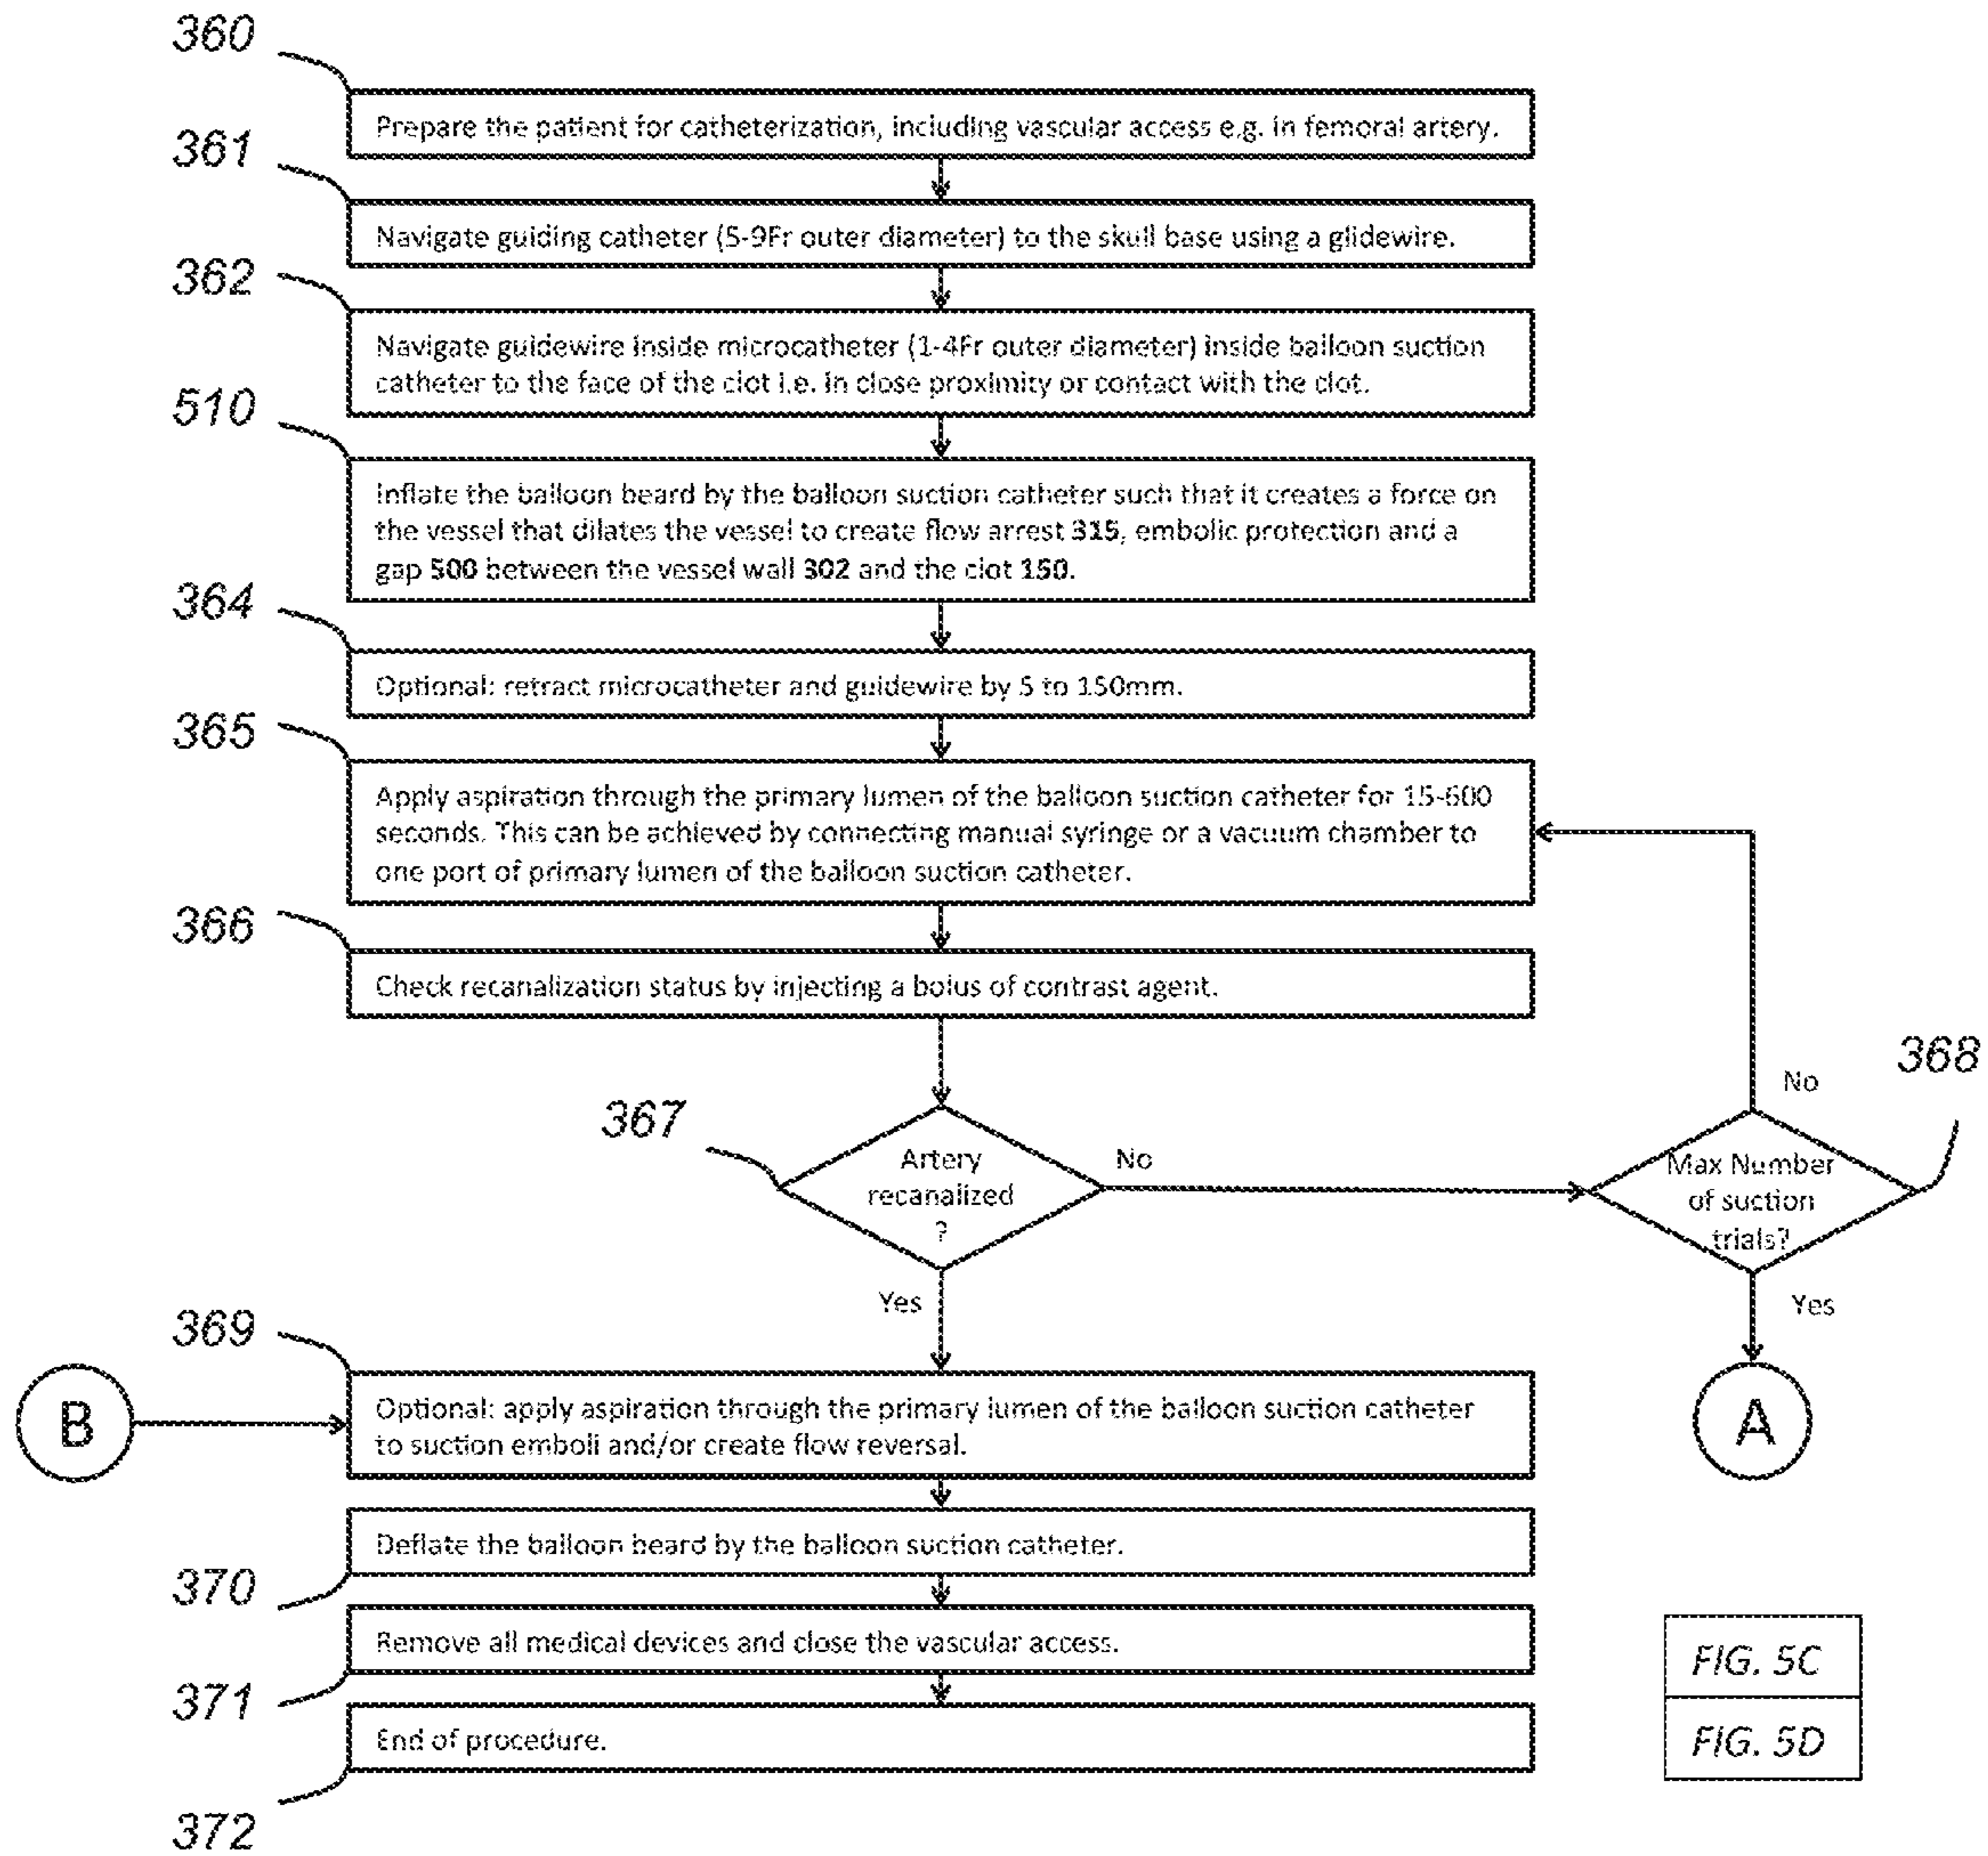 360
Prepare the patient for catheterization, including vascular access e.g. in femoral artery.
361
Navigate guiding catheter (5-9Fr outer diameter) to the skull base using a glidewire.
362
Navigate guidewire inside microcatheter (1-4Fr outer diameter) inside balloon suction
catheter to the face of the clot i.e. in close proximity or contact with the clot.
510
Inflate the balloon beard by the balloon suction catheter such that it creates a force on
the vessel that dilates the vessel to create flow arrest 315, embolic protection and a
gap 500 between the vessel wall 302 and the clot 150.
364
Optional: retract microcatheter and guidewire by 5 to 150mm.
365
Apply aspiration through the primary lumen of the balloon suction catheter for 15-600
seconds. This can be achieved by connecting manual syringe or a vacuum chamber to
one port of primary lumen of the balloon suction catheter.
366
Check recanalization status by injecting a bolus of contrast agent.
367
Artery
recanalized
?
No
Yes
368
Max Number
of suction
trials?
No
Yes
A
B
369
Optional: apply aspiration through the primary lumen of the balloon suction catheter
to suction emboli and/or create flow reversal.
370
Deflate the balloon beard by the balloon suction catheter.
371
Remove all medical devices and close the vascular access.
372
End of procedure.
FIG. 5C
FIG. 5D